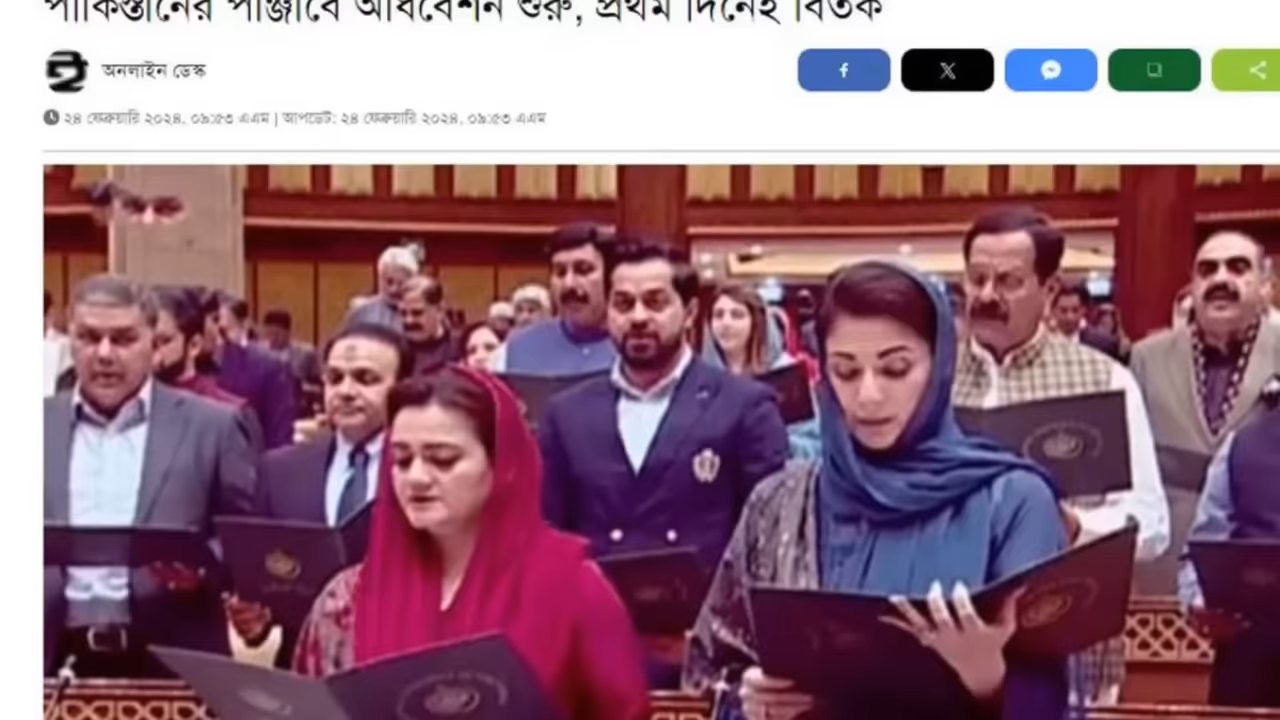 পাকিস্তানের পাঞ্জাবে অধিবেশন শুরু, প্রথম দিনেই বিতর্ক
অনলাইন ডেস্ক
২৪ ফেব্রুয়ারি ২০২৪, ০৯:৫৩ এএম | আপডেট: ২৪ ফেব্রুয়ারি ২০২৪, ০৯:৫৩ এএম